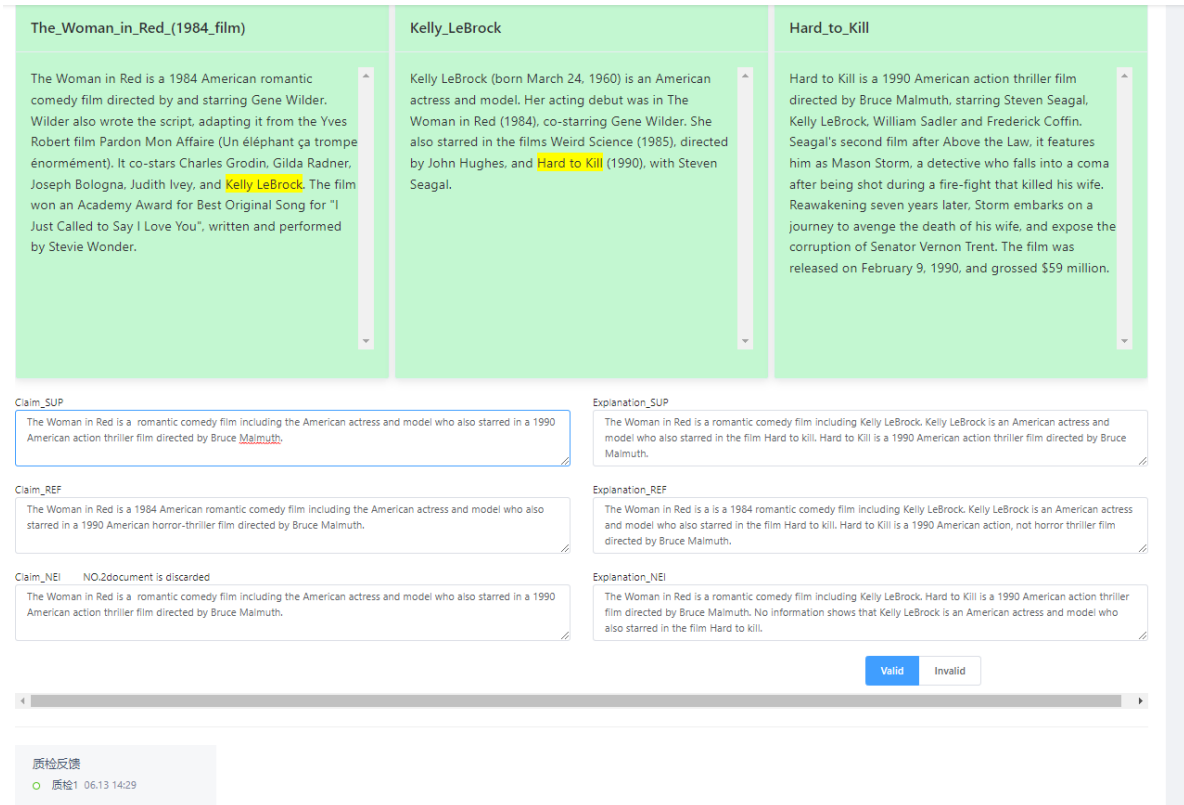 The_Woman_in_Red_(1984_film)
The Woman in Red is a 1984 American romantic
comedy film directed by and starring Gene Wilder.
Wilder also wrote the script, adapting it from the Yves
Robert film Pardon Mon Affaire (Un éléphant ça trompe
énormément). It co-stars Charles Grodin, Gilda Radner,
Joseph Bologna, Judith Ivey, and Kelly LeBrock. The film
won an Academy Award for Best Original Song for "I
Just Called to Say I Love You", written and performed
by Stevie Wonder.
Kelly_LeBrock
Kelly LeBrock (born March 24, 1960) is an American
actress and model. Her acting debut was in The
Woman in Red (1984), co-starring Gene Wilder. She
also starred in the films Weird Science (1985), directed
by John Hughes, and Hard to Kill (1990), with Steven
Seagal.
Hard_to_Kill
Hard to Kill is a 1990 American action thriller film
directed by Bruce Malmuth, starring Steven Seagal,
Kelly LeBrock, William Sadler and Frederick Coffin.
Seagal's second film after Above the Law, it features
him as Mason Storm, a detective who falls into a coma
after being shot during a fire-fight that killed his wife.
Reawakening seven years later, Storm embarks on a
journey to avenge the death of his wife, and expose the
corruption of Senator Vernon Trent. The film was
released on February 9, 1990, and grossed $59 million.
Claim_SUP
The Woman in Red is a  romantic comedy film including the American actress and model who also starred in a 1990
American action thriller film directed by Bruce Malmuth.
Explanation_SUP
The Woman in Red is a romantic comedy film including Kelly LeBrock. Kelly LeBrock is an American actress and
model who also starred in the film Hard to kill. Hard to Kill is a 1990 American action thriller film directed by Bruce
Malmuth.
Claim_REF
The Woman in Red is a 1984 American romantic comedy film including the American actress and model who also
starred in a 1990 American horror-thriller film directed by Bruce Malmuth.
Explanation_REF
The Woman in Red is a is a 1984 romantic comedy film including Kelly LeBrock. Kelly LeBrock is an American actress
and model who also starred in the film Hard to kill. Hard to Kill is a 1990 American action, not horror thriller film
directed by Bruce Malmuth.
Claim_NEI NO.2document is discarded
The Woman in Red is a  romantic comedy film including the American actress and model who also starred in a 1990
American action thriller film directed by Bruce Malmuth.
Explanation_NEI
The Woman in Red is a romantic comedy film including Kelly LeBrock. Hard to Kill is a 1990 American action thriller
film directed by Bruce Malmuth. No information shows that Kelly LeBrock is an American actress and model who
also starred in the film Hard to kill.
Valid Invalid
质检反馈
质检1 06.13 14:29